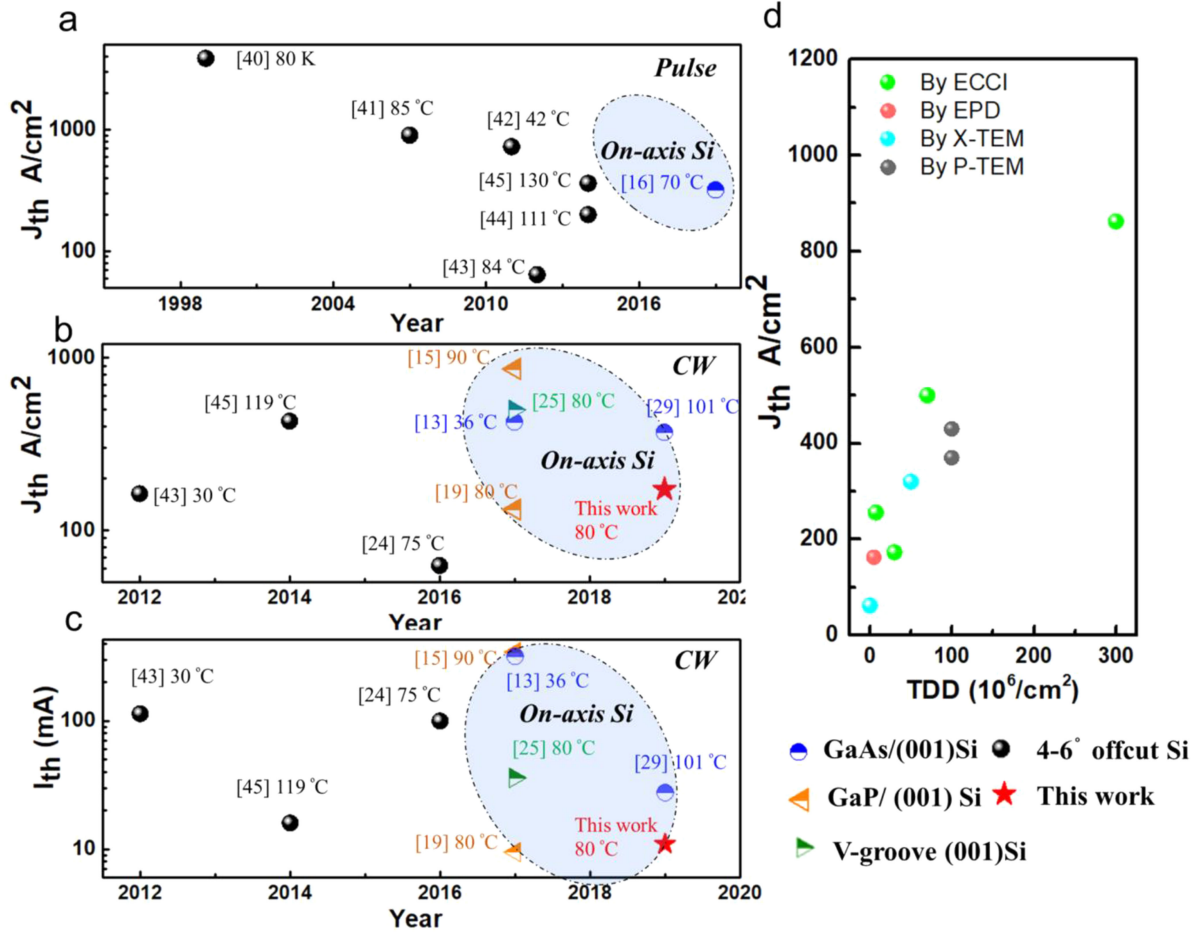 a
J_th A/cm²
1000
100
[40] 80 K
[41] 85 °C
[42] 42 °C
[45] 130 °C
[44] 111 °C
[43] 84 °C
Pulse
On-axis Si
[16] 70 °C
1998
2004
2010
2016
Year
b
J_th A/cm²
1000
100
[43] 30 °C
[45] 119 °C
[24] 75 °C
[15] 90 °C
[25] 80 °C
[13] 36 °C
[29] 101 °C
On-axis Si
[19] 80 °C
This work
80 °C
CW
2012
2014
2016
2018
202
c
I_th (mA)
100
10
[43] 30 °C
[45] 119 °C
[24] 75 °C
[15] 90 °C
[13] 36 °C
On-axis Si
[25] 80 °C
[29] 101 °C
This work
80 °C
[19] 80 °C
CW
2012
2014
2016
2018
2020
Year
d
J_th A/cm²
1200
1000
800
600
400
200
0
By ECCI
By EPD
By X-TEM
By P-TEM
0
100
200
300
TDD (10⁶/cm²)
GaAs/(001)Si
4-6° offcut Si
GaP/ (001) Si
This work
V-groove (001)Si